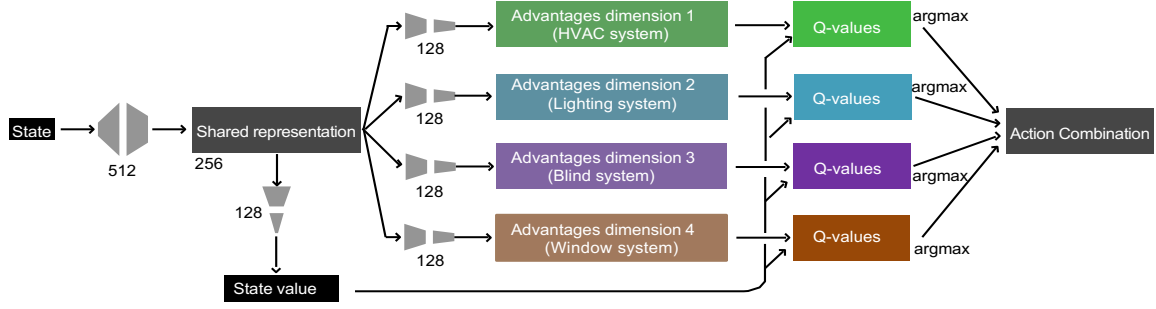 State
512
Shared representation
256
128
State value
128
Advantages dimension 1
(HVAC system)
Q-values
argmax
128
Advantages dimension 2
(Lighting system)
Q-values
argmax
128
Advantages dimension 3
(Blind system)
Q-values
argmax
128
Advantages dimension 4
(Window system)
Q-values
argmax
Action Combination